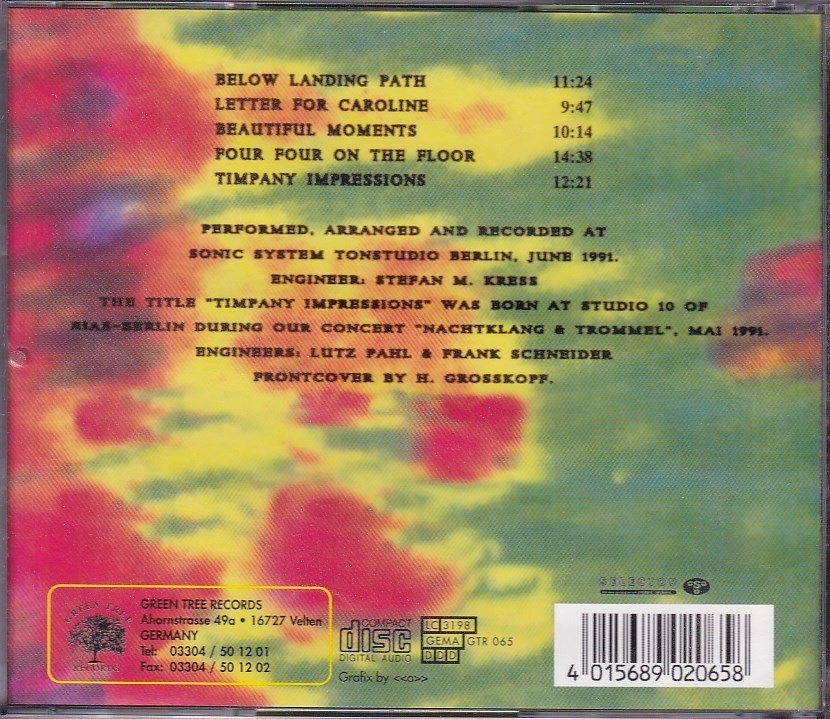 BELOW LANDING PATH 11:24
LETTER FOR CAROLINE 9:47
BEAUTIFUL MOMENTS 10:14
FOUR FOUR ON THE FLOOR 14:38
TIMPANY IMPRESSIONS 12:21
PERFORMED, ARRANGED AND RECORDED AT
SONIC SYSTEM TONSTUDIO BERLIN, JUNE 1991.
ENGINEER: STEFAN M. KRESS
THE TITLE "TIMPANY IMPRESSIONS" WAS BORN AT STUDIO 10 OF
RIAS-BERLIN DURING OUR CONCERT "NACHTKLANG & TROMMEL", MAI 1991.
ENGINEERS: LUTZ PAHL & FRANK SCHNEIDER
FRONTCOVER BY H. GROSSKOPF.
SELECTOR
CSO
GREEN TREE
RECORDS
GREEN TREE RECORDS
Ahornstrasse 49a • 16727 Velten
GERMANY
Tel: 03304 / 50 12 01
Fax: 03304 / 50 12 02
COMPACT
disc
DIGITAL AUDIO
LC 3198
GEMA GTR 065
DDD
Grafix by <<o>>
4 015689 020658